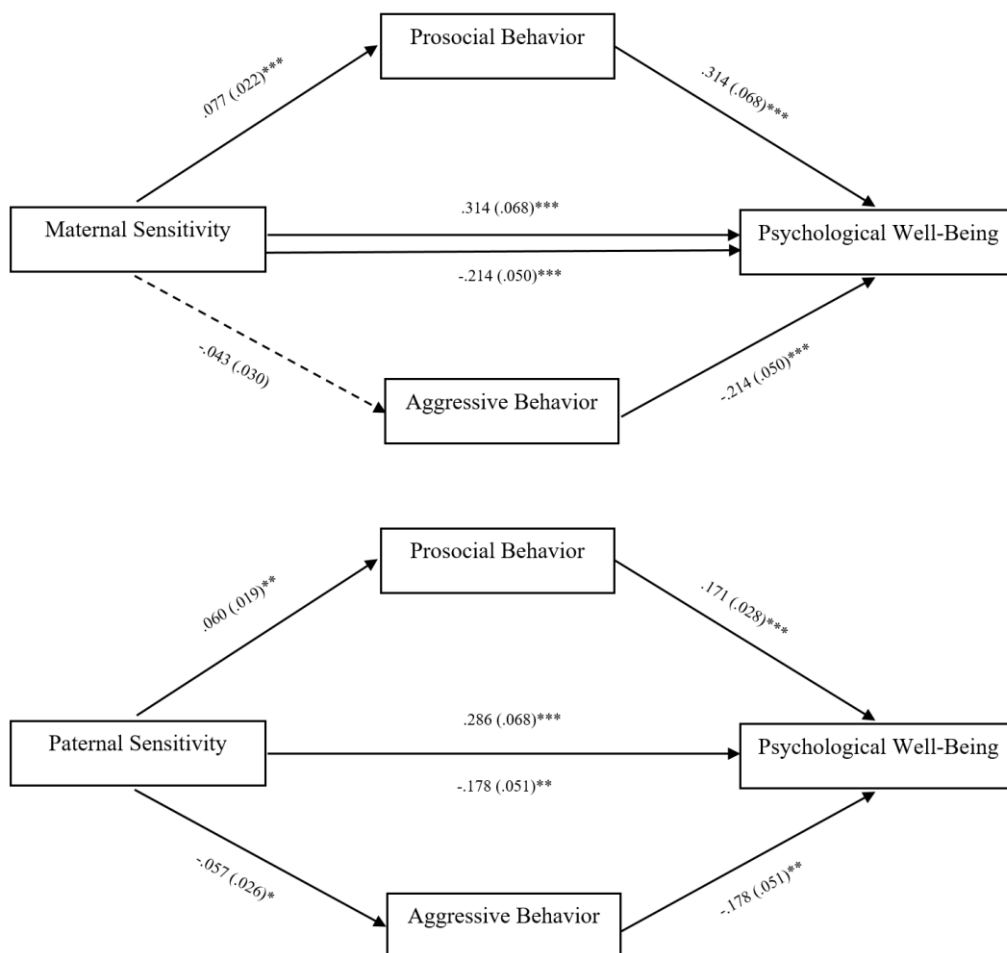 Prosocial Behavior
.077 (.022)***
.314 (.068)***
Maternal Sensitivity
.314 (.068)***
Psychological Well-Being
-.214 (.050)***
-.043 (.030)
Aggressive Behavior
-.214 (.050)***
Prosocial Behavior
.060 (.019)**
.171 (.028)***
Paternal Sensitivity
.286 (.068)***
Psychological Well-Being
-.178 (.051)**
-.057 (.026)*
Aggressive Behavior
-.178 (.051)**